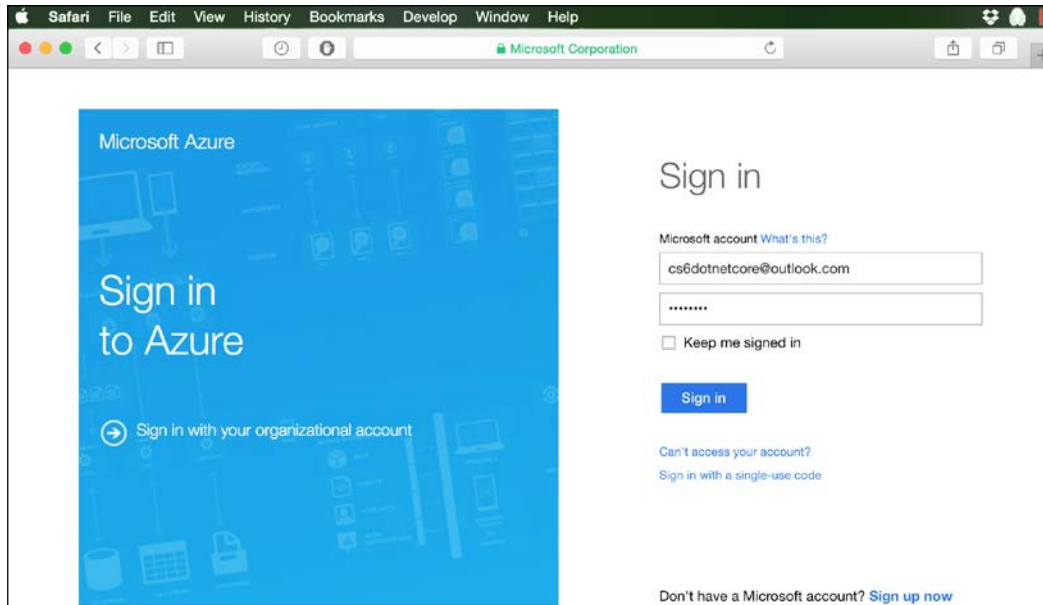 Safari File Edit View History Bookmarks Develop Window Help
Microsoft Corporation
Microsoft Azure
Sign in
to Azure
Sign in with your organizational account
Sign in
Microsoft account What's this?
cs6dotnetcore@outlook.com
••••••••
Keep me signed in
Sign in
Can't access your account?
Sign in with a single-use code
Don't have a Microsoft account? Sign up now